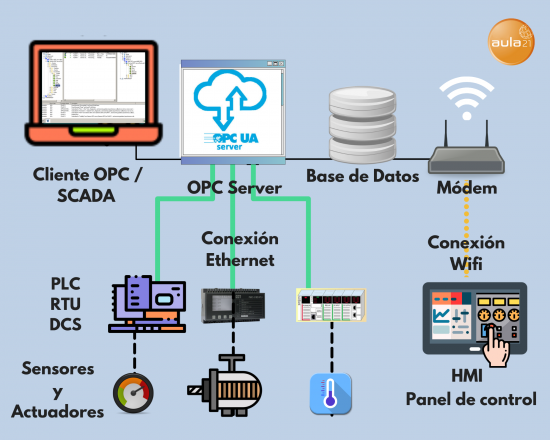 aula21
OPC UA
server
Cliente OPC /
SCADA
OPC Server
Base de Datos
Módem
Conexión
Ethernet
Conexión
Wifi
PLC
RTU
DCS
Sensores
y
Actuadores
HMI
Panel de control